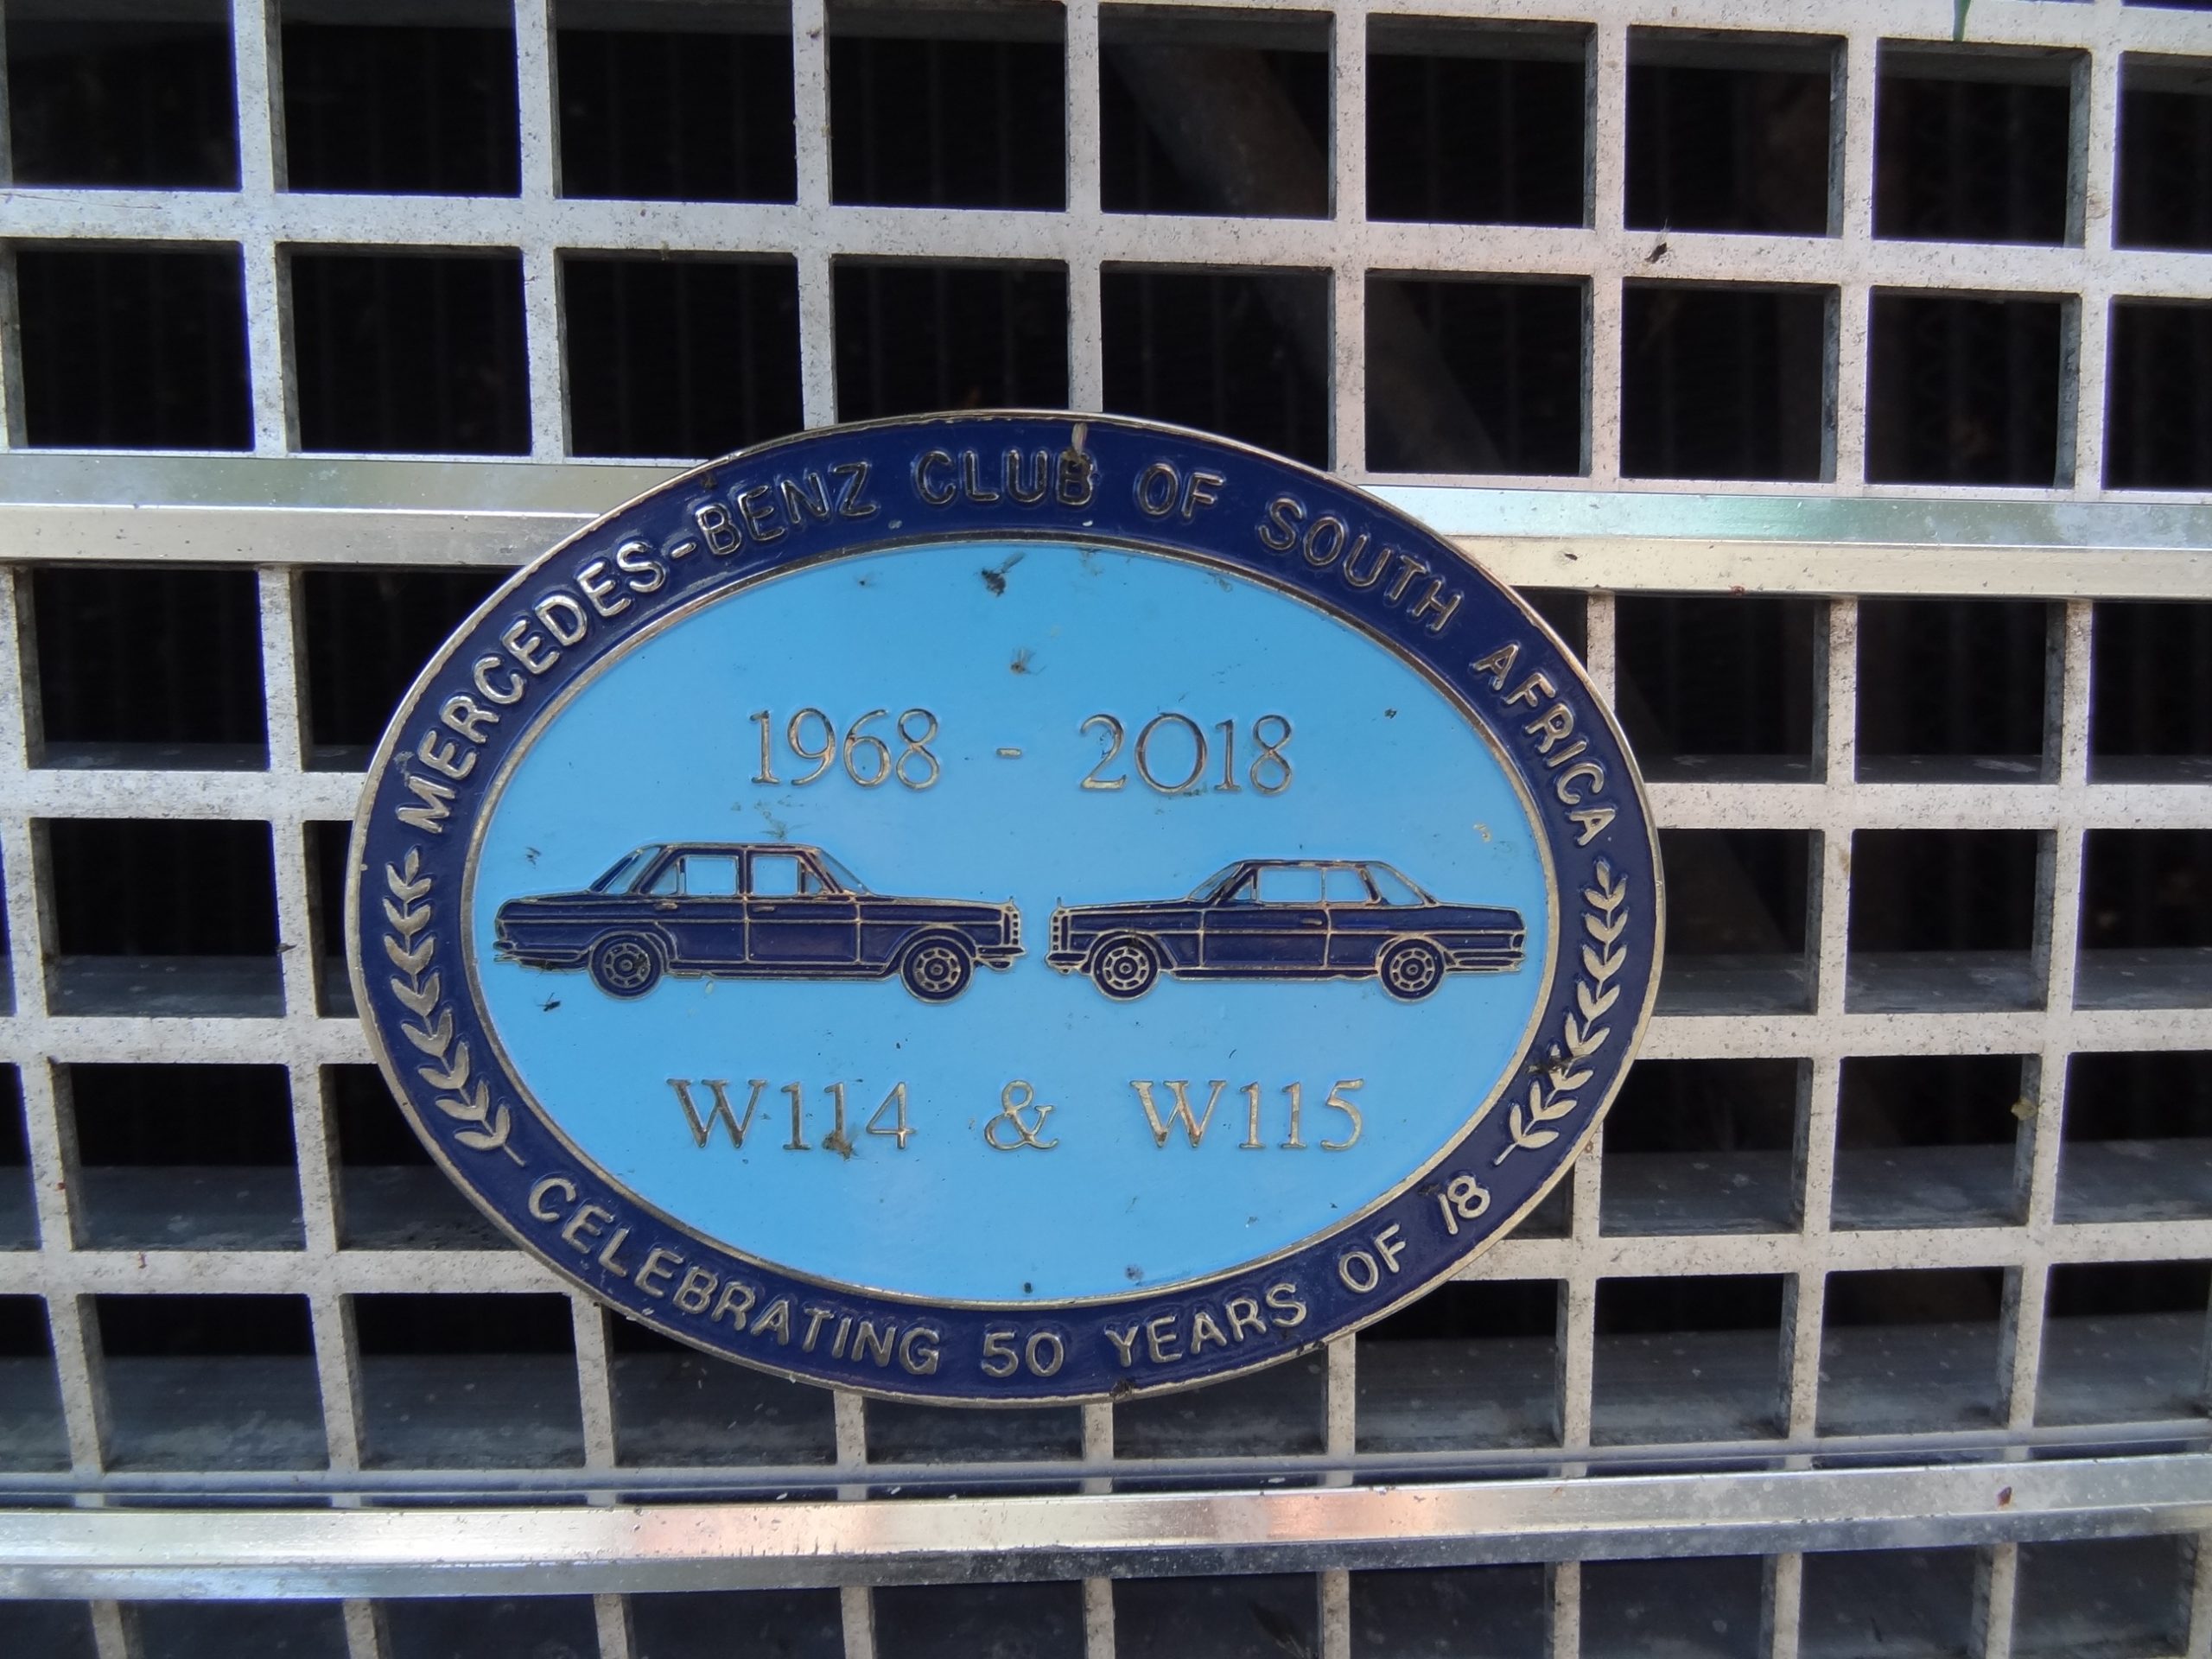 MERCEDES-BENZ CLUB OF SOUTH AFRICA
1968 - 2018
W114 & W115
CELEBRATING 50 YEARS OF /8